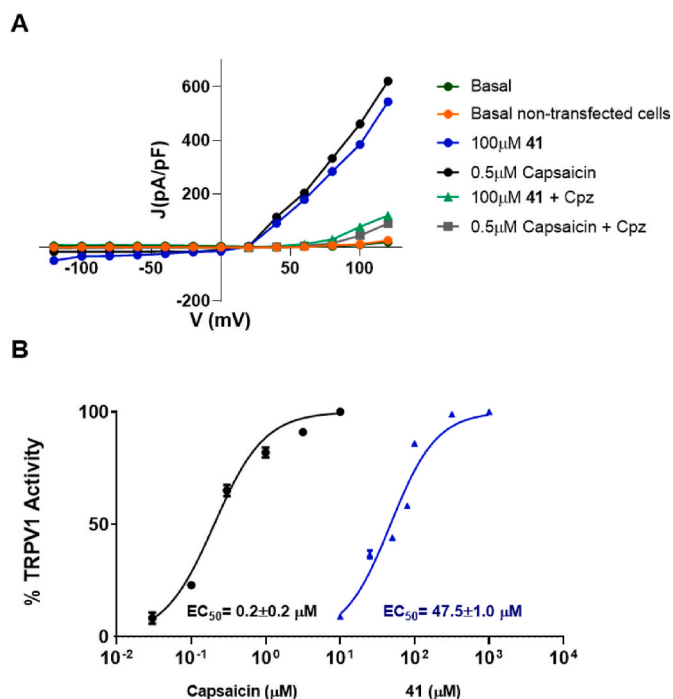 A
J(pA/pF)
600
400
200
-200
-100
-50
50
100
V (mV)
Basal
Basal non-transfected cells
100μM 41
0.5μM Capsaicin
100μM 41 + Cpz
0.5μM Capsaicin + Cpz
B
% TRPV1 Activity
100
50
0
EC50= 0.2±0.2 μM
EC50= 47.5±1.0 μM
10-2
10-1
100
101
102
103
104
Capsaicin (μM)
41 (μM)